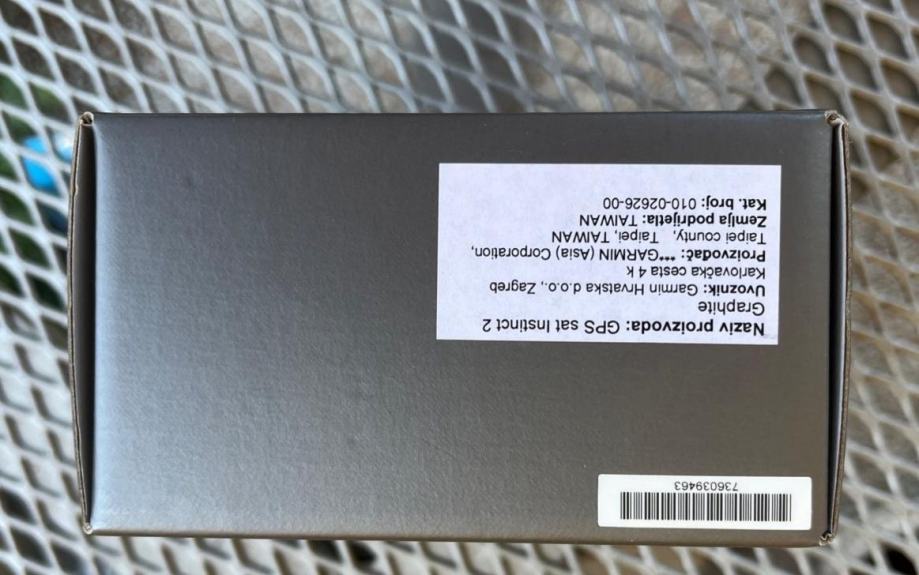 Naziv proizvoda: GPS sat Instinct 2
Graphite
Uvoznik: Garmin Hrvatska d.o.o., Zagreb
Karlovačka cesta 4 k
Proizvođač: ***GARMIN (Asia) Corporation,
Taipei county, Taipei, TAIWAN
Zemlja podrijetla: TAIWAN
Kat. broj: 010-02626-00
736039463